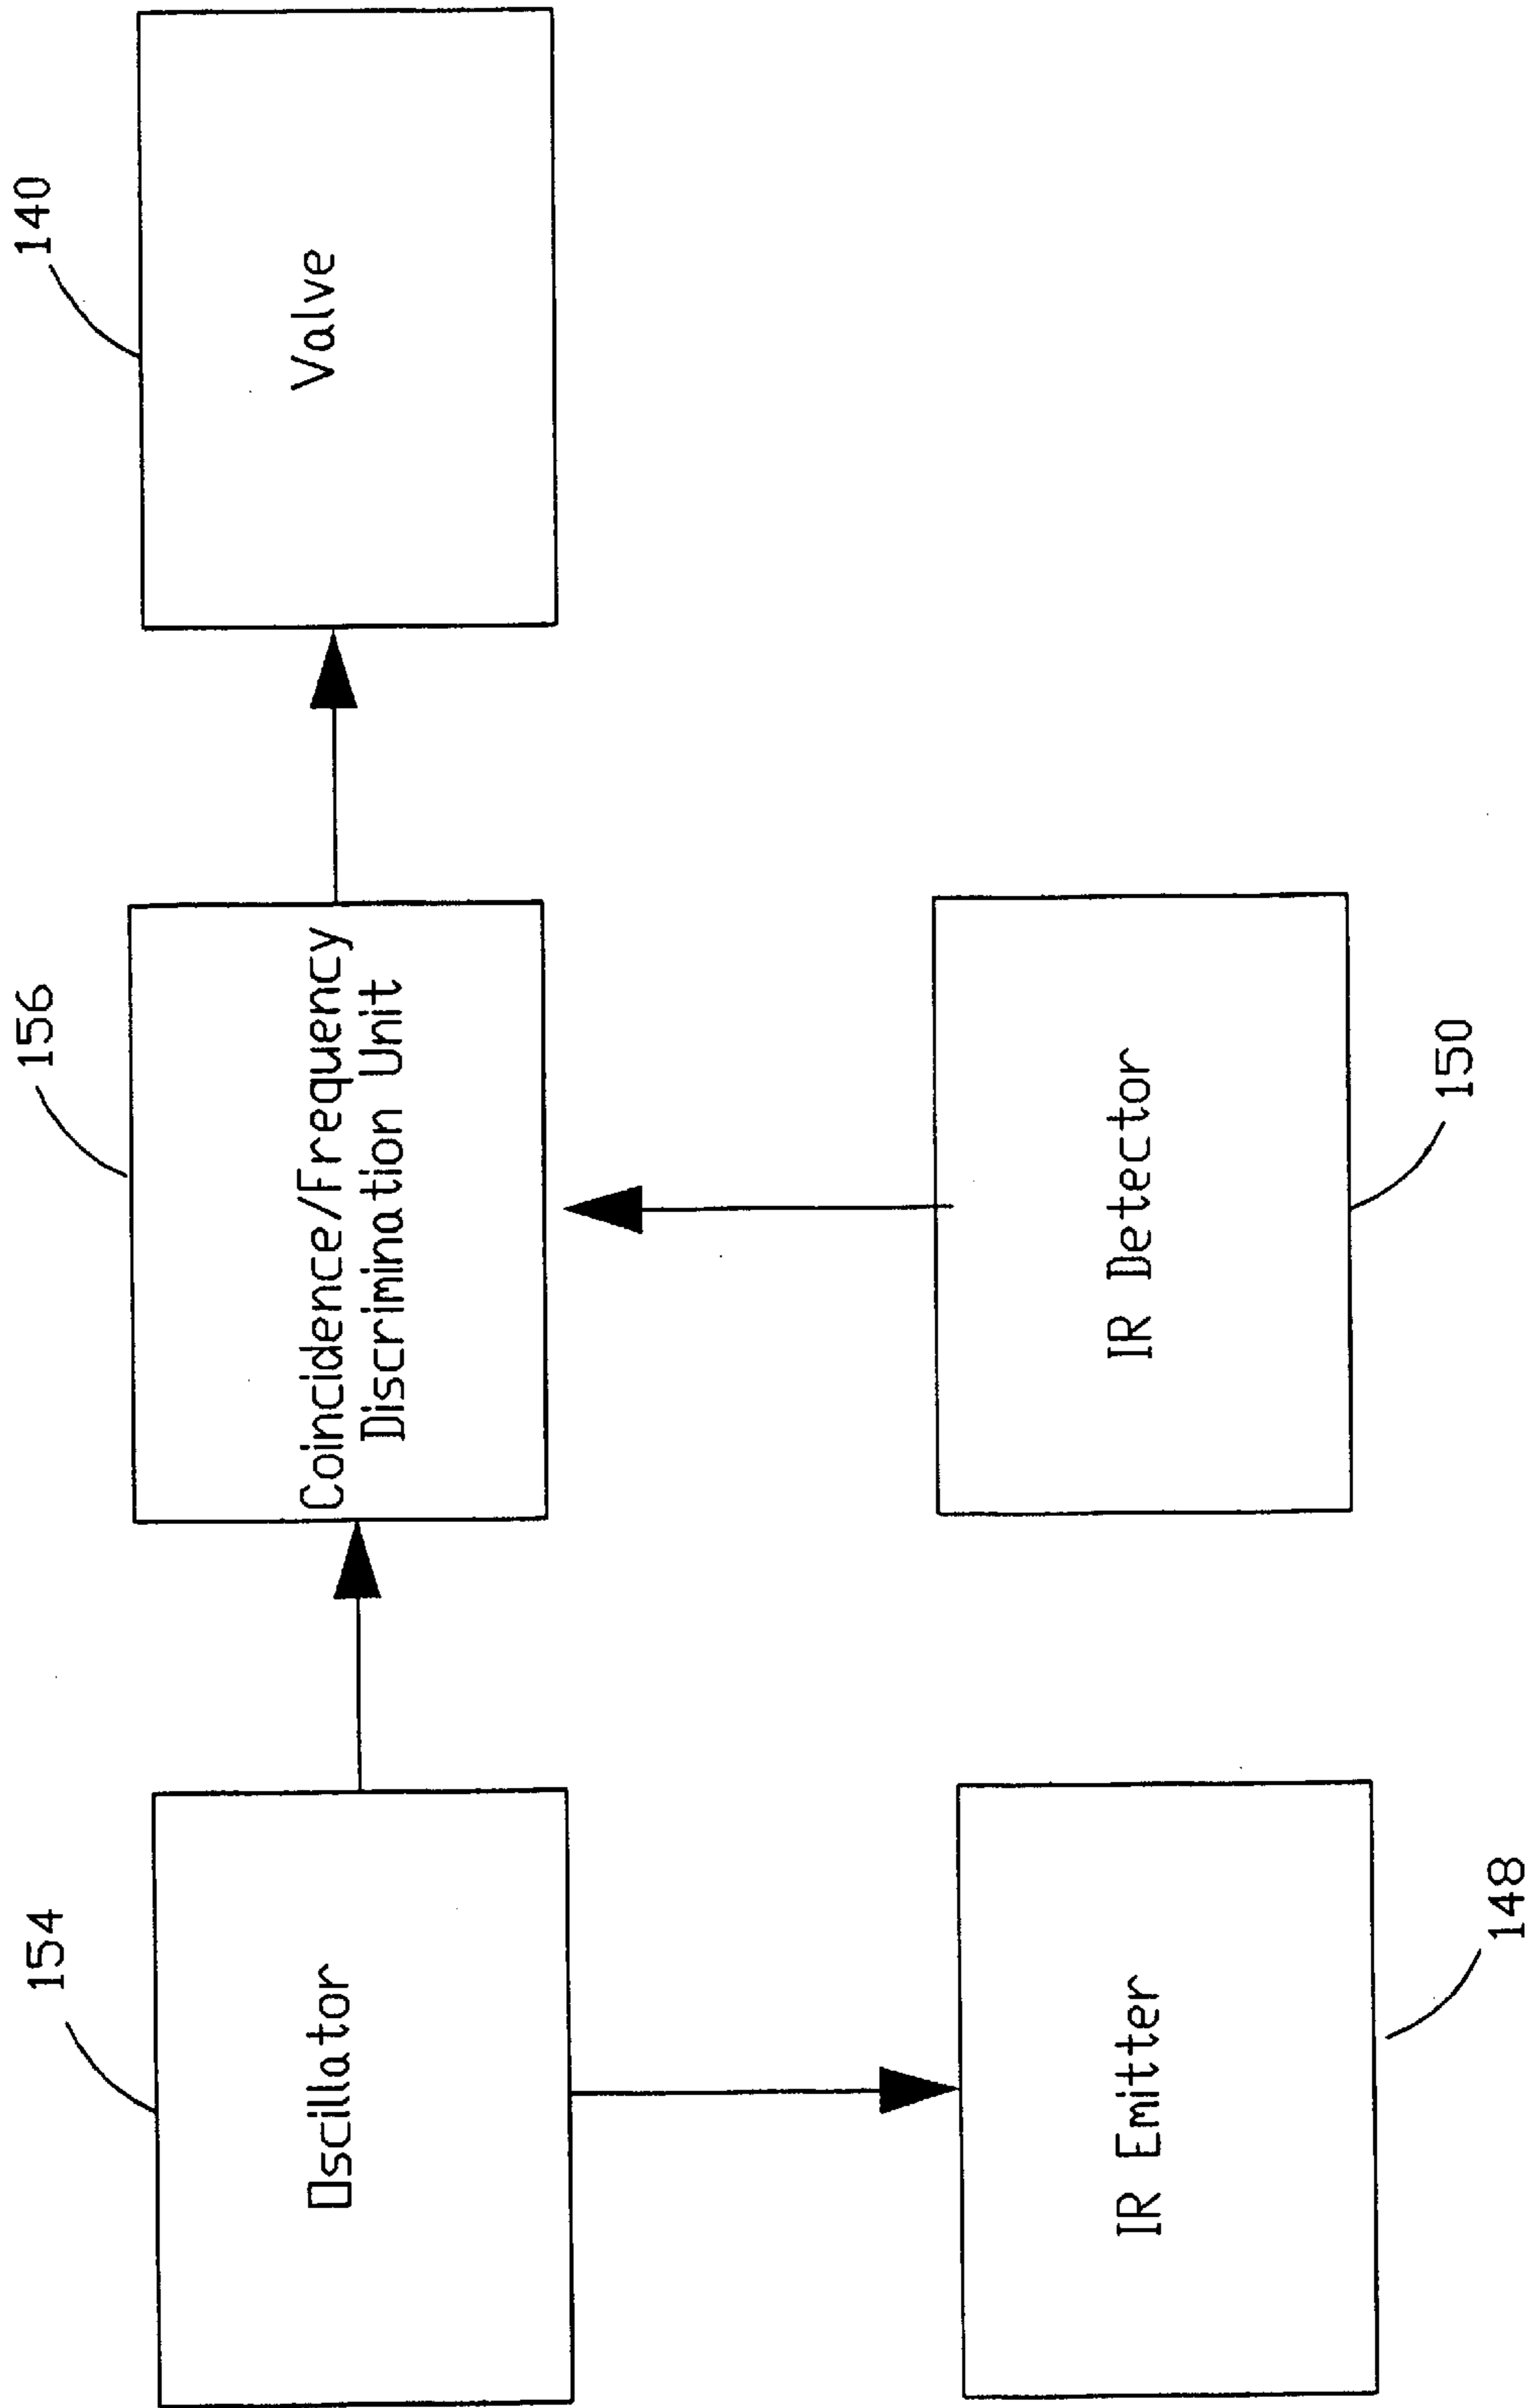 154
Oscillator
156
Coincidence/Frequency
Discrimination Unit
140
Valve
IR Emitter
148
IR Detector
150